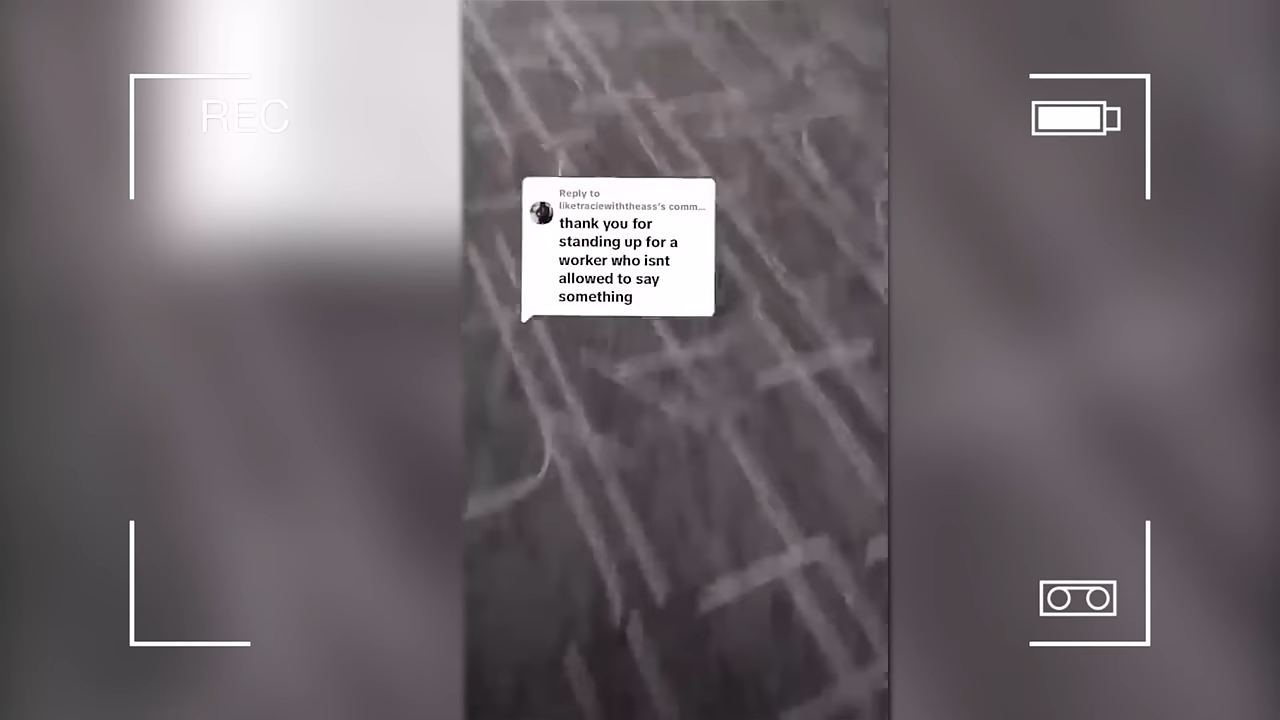 REC
Reply to
liketraciewiththeass's comm...
thank you for
standing up for a
worker who isnt
allowed to say
something